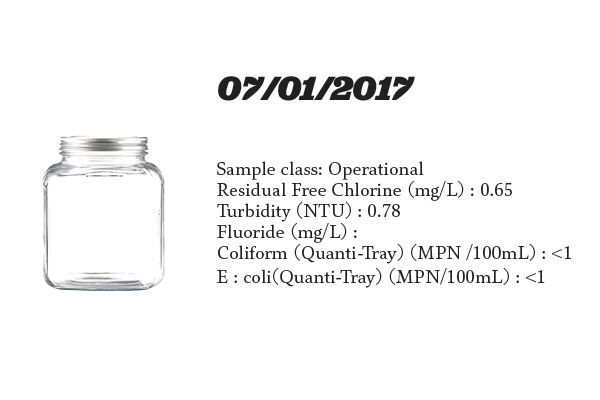 07/01/2017
Sample class: Operational
Residual Free Chlorine (mg/L) : 0.65
Turbidity (NTU) : 0.78
Fluoride (mg/L) :
Coliform (Quanti-Tray) (MPN /100mL) : <1
E : coli(Quanti-Tray) (MPN/100mL) : <1